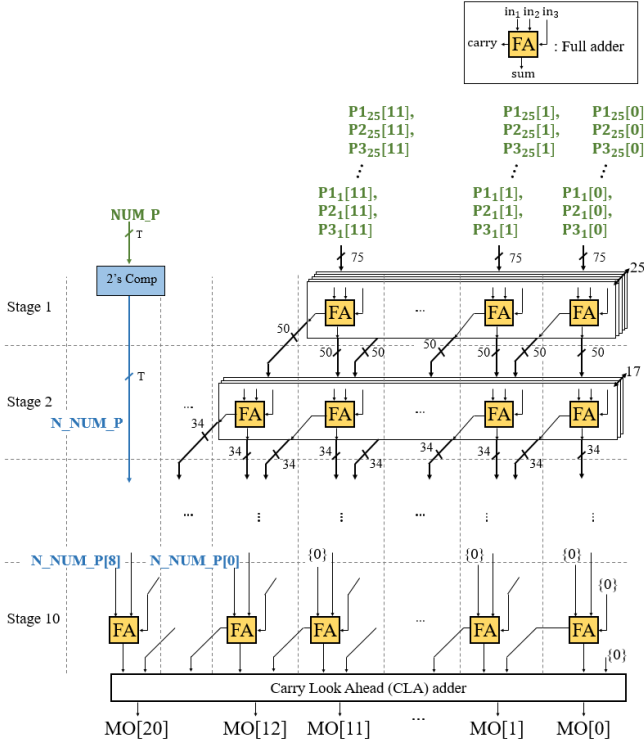 in₁ in₂ in₃
carry FA : Full adder
sum
P1₂₅[11], P1₂₅[1], P1₂₅[0]
P2₂₅[11], P2₂₅[1], P2₂₅[0]
P3₂₅[11] P3₂₅[1] P3₂₅[0]
P1₁[11], P1₁[1], P1₁[0],
P2₁[11], P2₁[1], P2₁[0],
P3₁[11] P3₁[1] P3₁[0]
NUM_P
T
75 75 75
2's Comp
25
Stage 1
FA ... FA FA
50 50 50 50 50 50 50
T
17
Stage 2
... FA FA ... FA FA
N_NUM_P
34 34 34 34 34 34 34 34 34
... ...
N_NUM_P[8] N_NUM_P[0] {0} {0} {0}
{0}
Stage 10
FA FA FA ... FA FA
{0}
Carry Look Ahead (CLA) adder
MO[20] MO[12] MO[11] ... MO[1] MO[0]